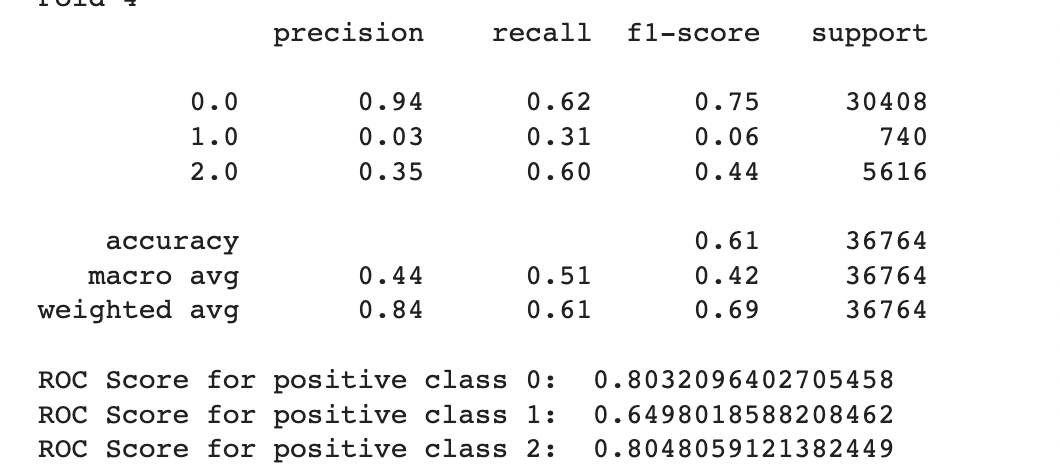 Fold 4
precision recall f1-score support
0.0 0.94 0.62 0.75 30408
1.0 0.03 0.31 0.06 740
2.0 0.35 0.60 0.44 5616
accuracy 0.61 36764
macro avg 0.44 0.51 0.42 36764
weighted avg 0.84 0.61 0.69 36764
ROC Score for positive class 0: 0.8032096402705458
ROC Score for positive class 1: 0.6498018588208462
ROC Score for positive class 2: 0.8048059121382449